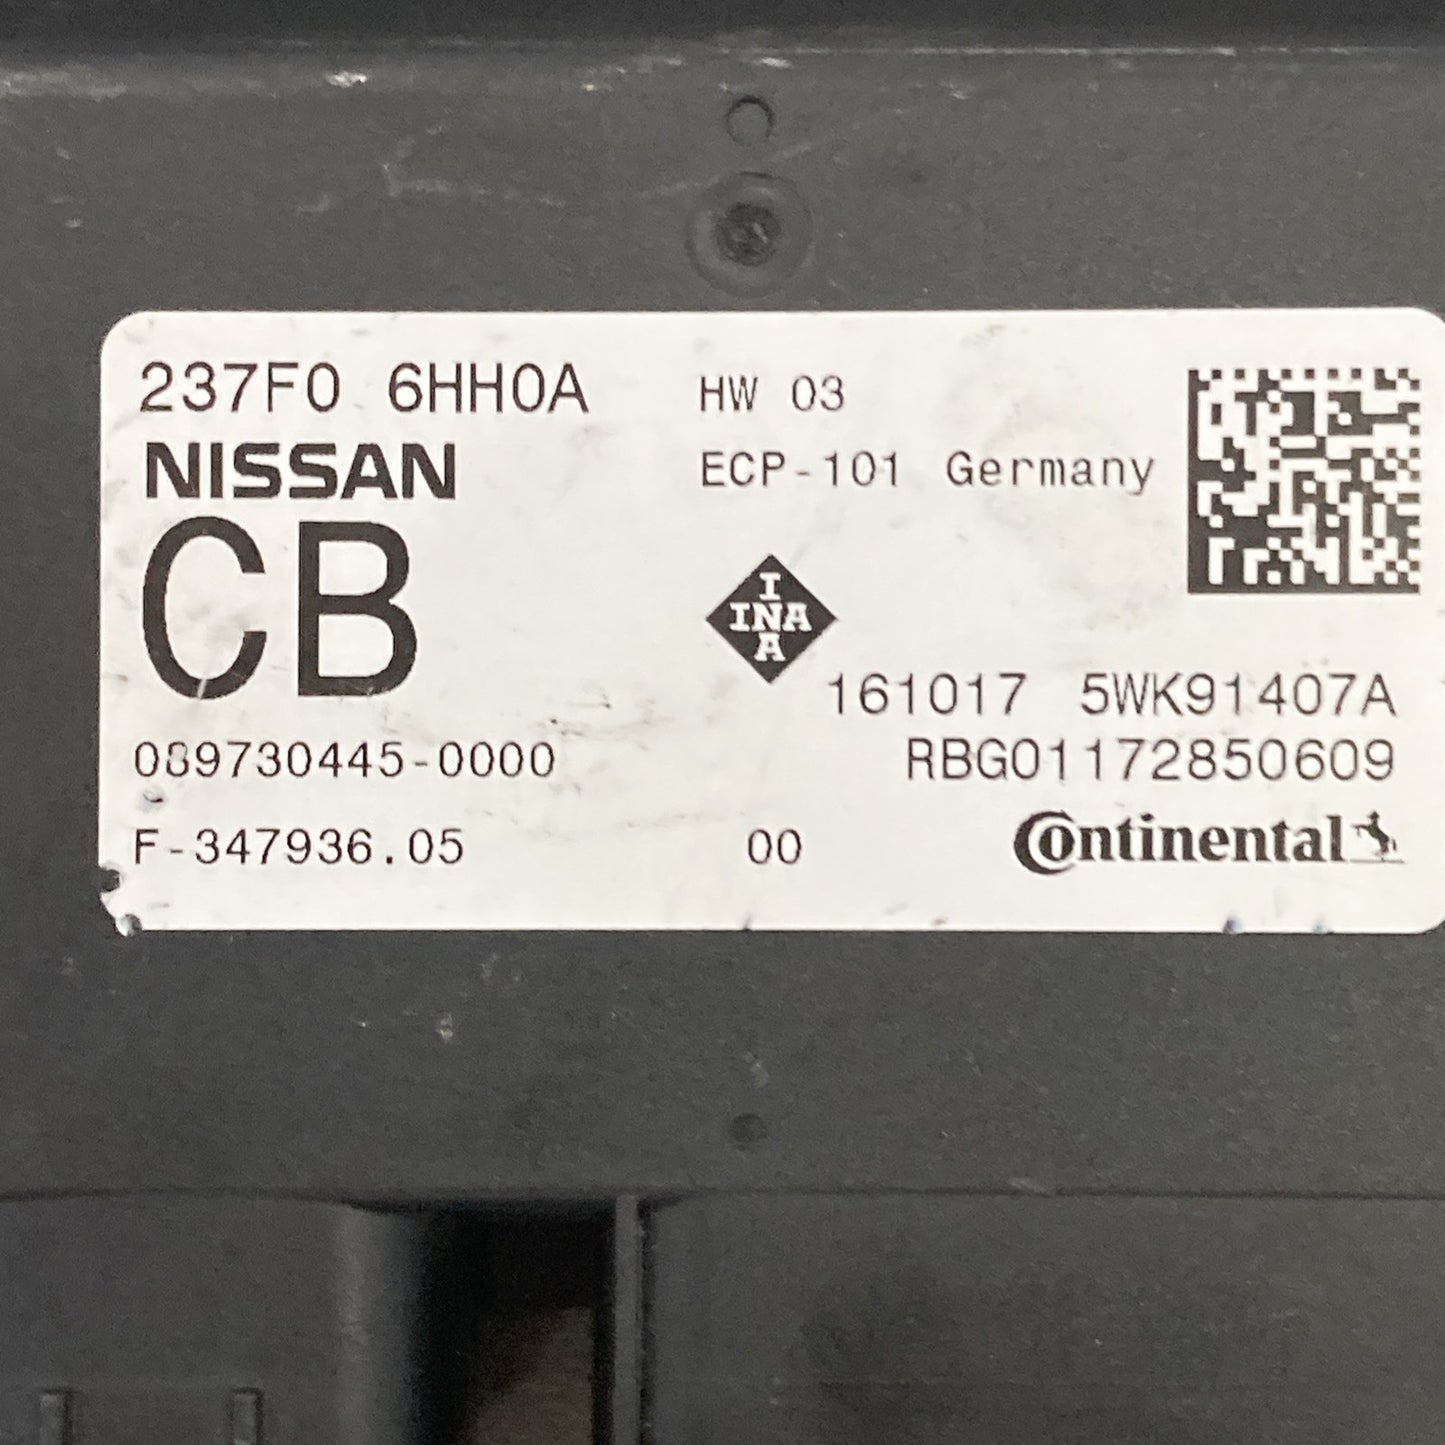 237F0 6HH0A
HW 03
NISSAN
ECP-101 Germany
CB
I
INA
A
161017 5WK91407A
089730445-0000
RBG01172850609
F-347936.05
00
Continental